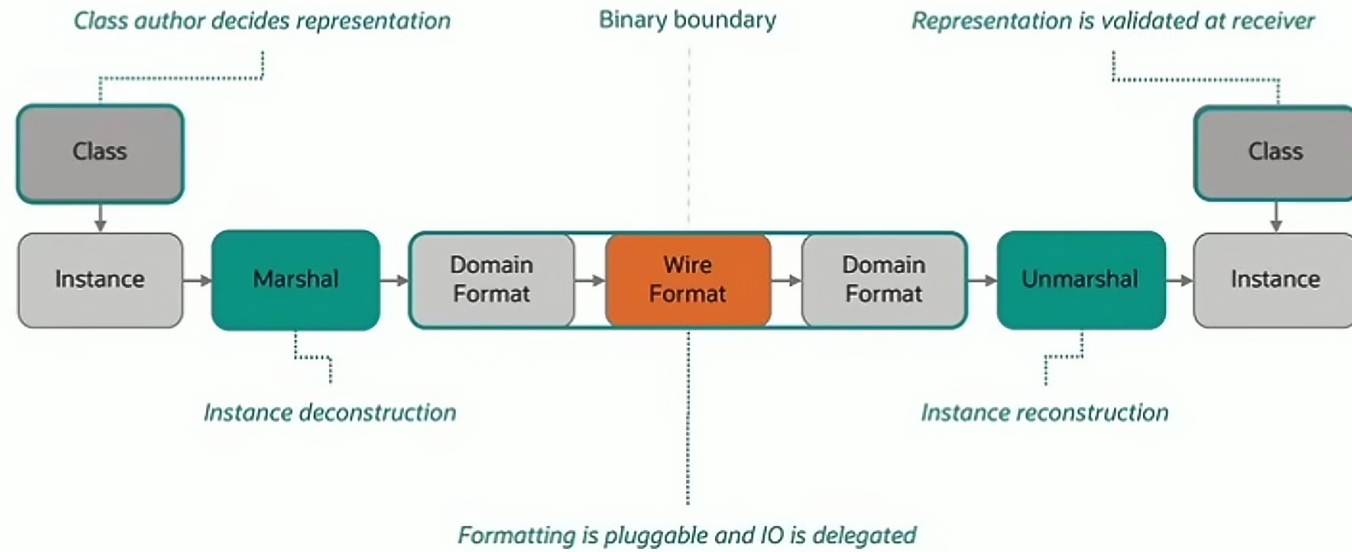 Class author decides representation
Binary boundary
Representation is validated at receiver
Class
Class
Instance
Marshal
Domain
Format
Wire
Format
Domain
Format
Unmarshal
Instance
Instance deconstruction
Instance reconstruction
Formatting is pluggable and IO is delegated